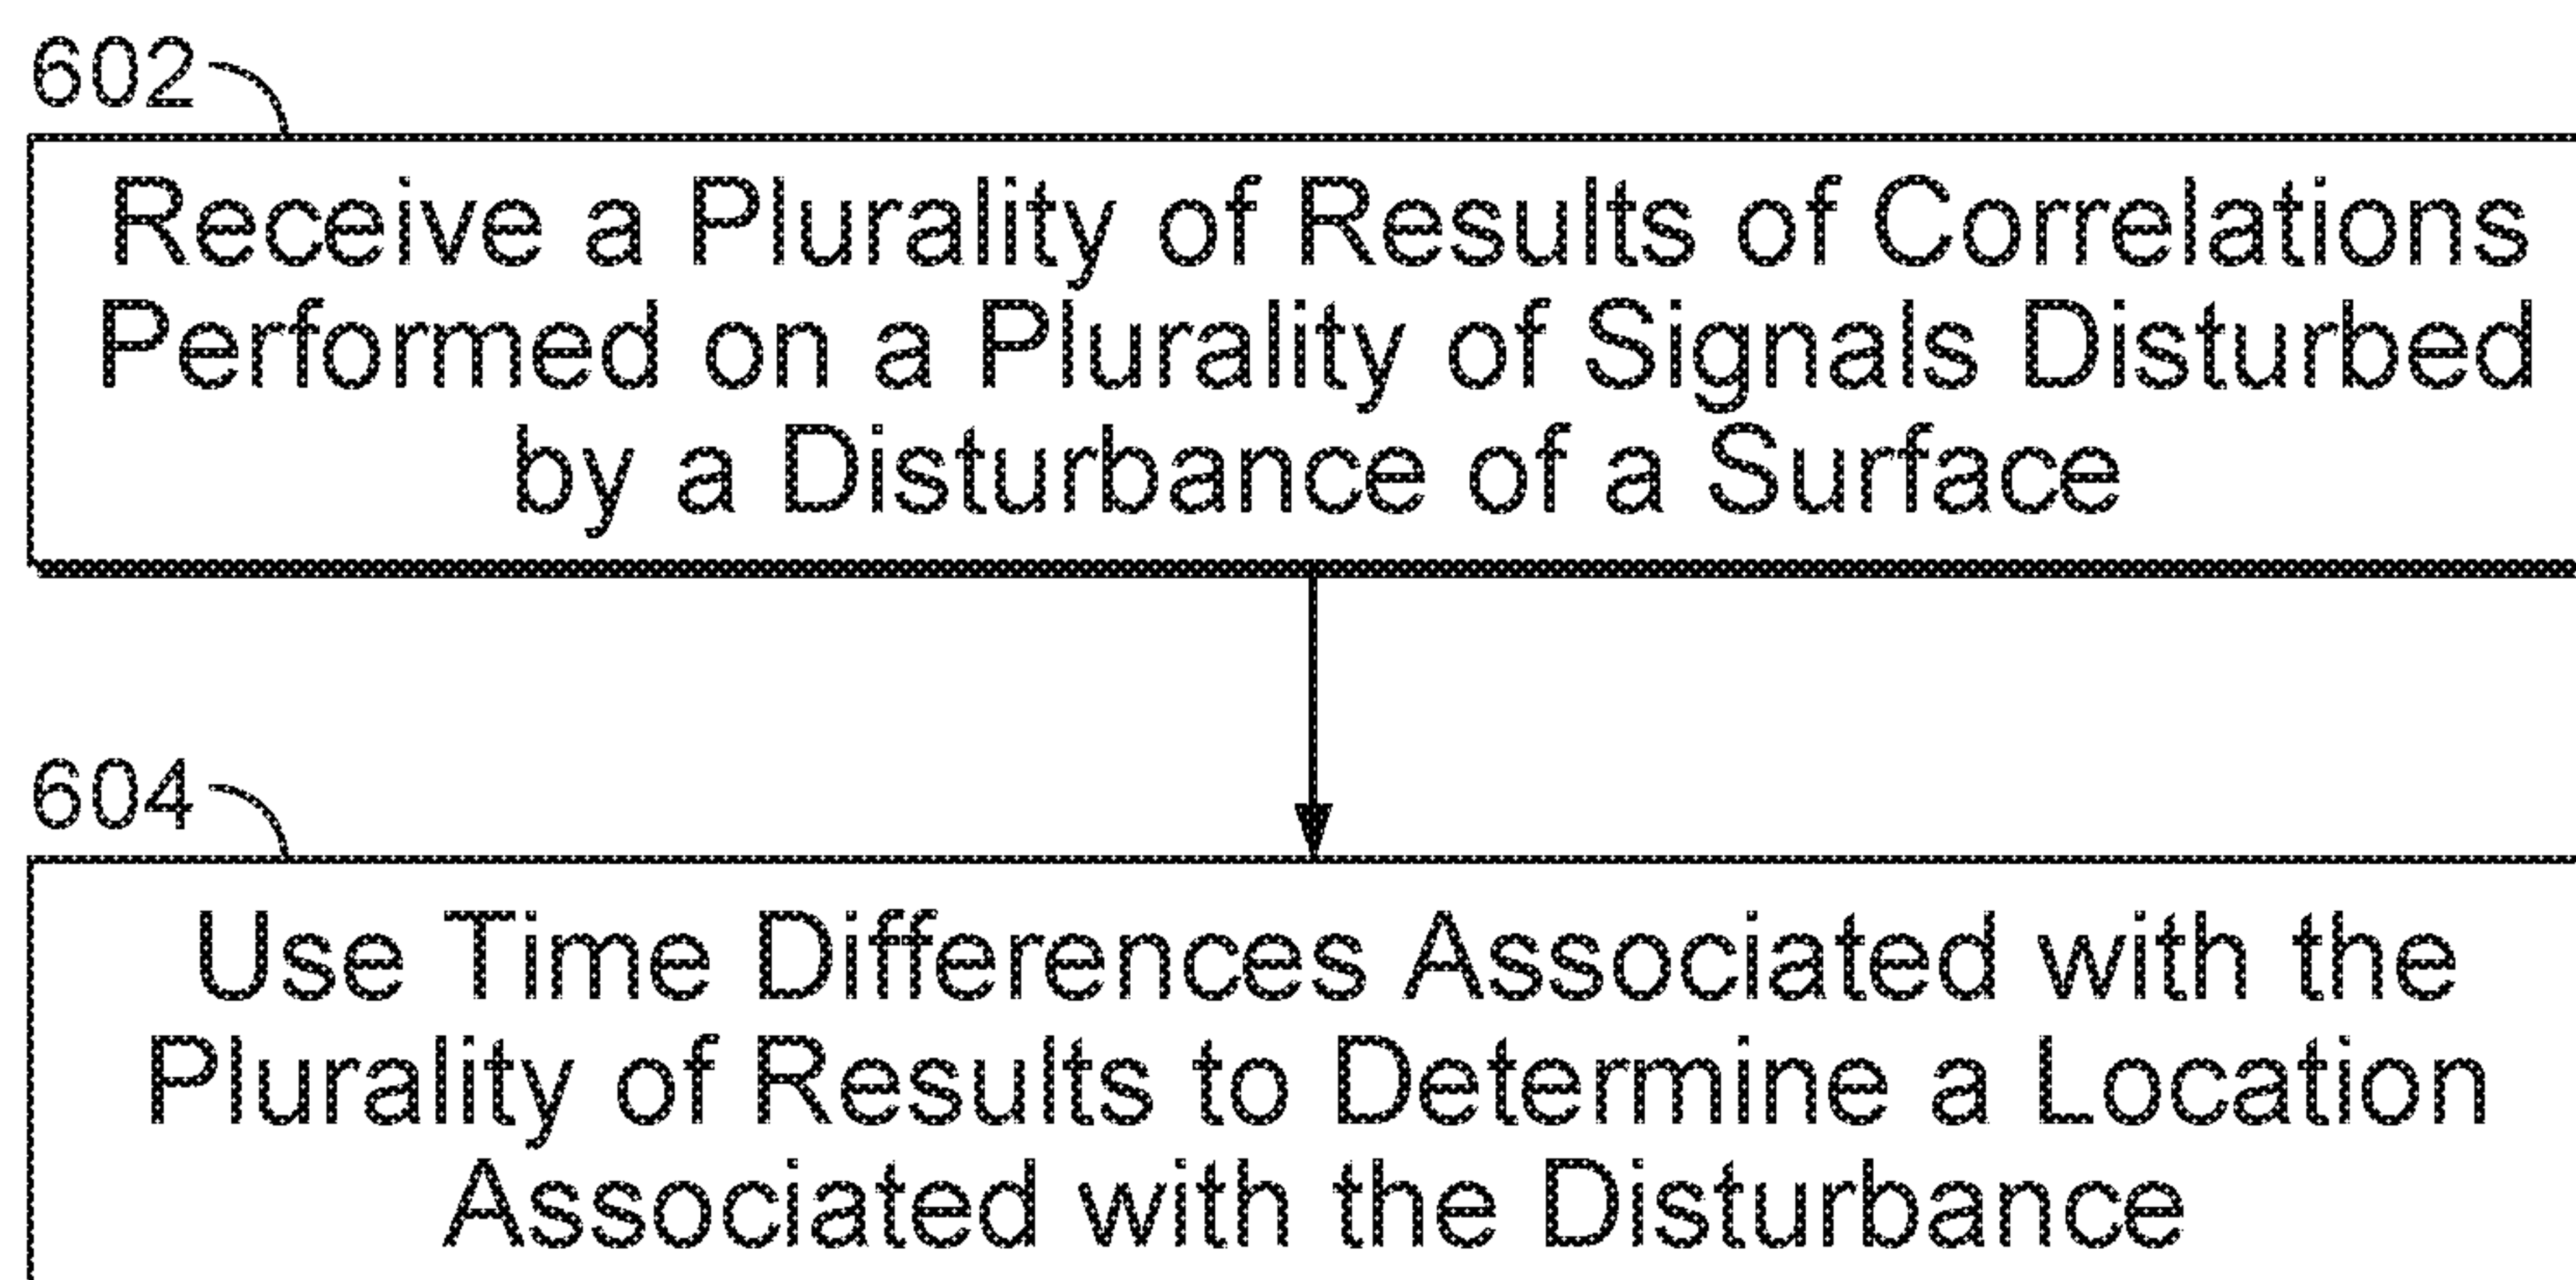 602
Receive a Plurality of Results of Correlations
Performed on a Plurality of Signals Disturbed
by a Disturbance of a Surface
604
Use Time Differences Associated with the
Plurality of Results to Determine a Location
Associated with the Disturbance